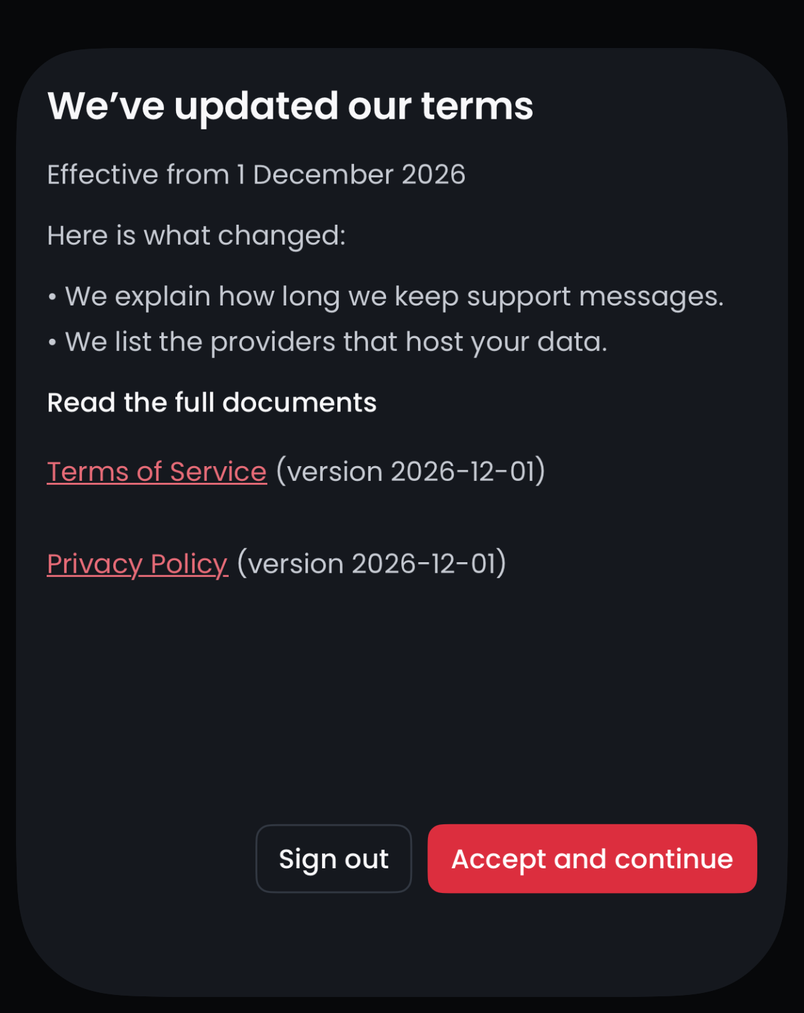 We’ve updated our terms
Effective from 1 December 2026
Here is what changed:
• We explain how long we keep support messages.
• We list the providers that host your data.
Read the full documents
Terms of Service (version 2026-12-01)
Privacy Policy (version 2026-12-01)
Sign out
Accept and continue